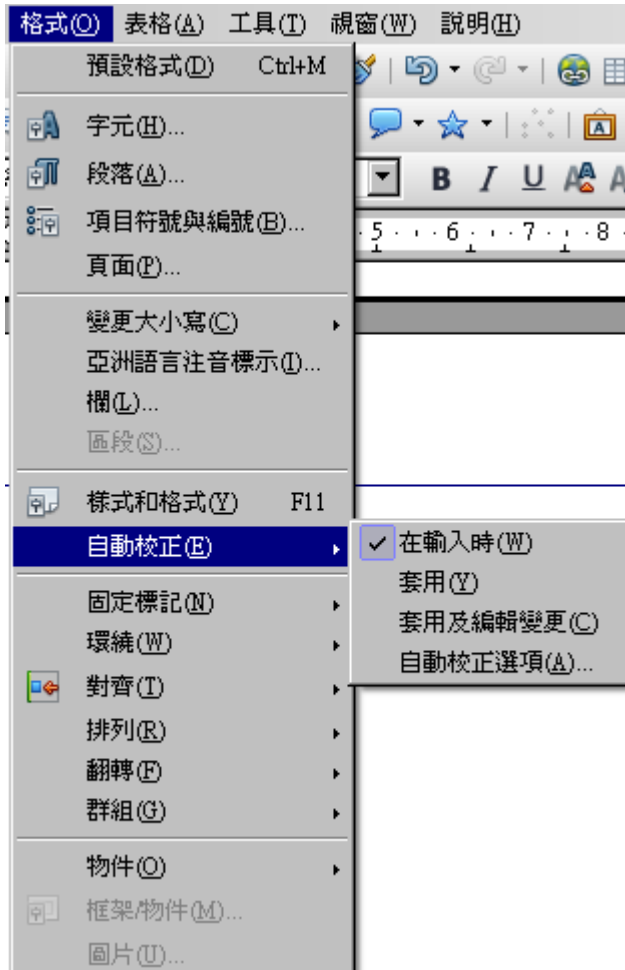 格式(O) 表格(A) 工具(T) 視窗(W) 說明(H)
預設格式(D) Ctrl+M
字元(H)...
段落(A)...
B I U
項目符號與編號(B)...
5 6 7 8
頁面(P)...
變更大小寫(C)
亞洲語言注音標示(I)...
欄(L)...
區段(S)...
樣式和格式(Y) F11
自動校正(E)
在輸入時(W)
套用(Y)
套用及編輯變更(C)
自動校正選項(A)...
固定標記(N)
環繞(W)
對齊(T)
排列(R)
翻轉(F)
群組(G)
物件(O)
框架/物件(M)...
圖片(U)...